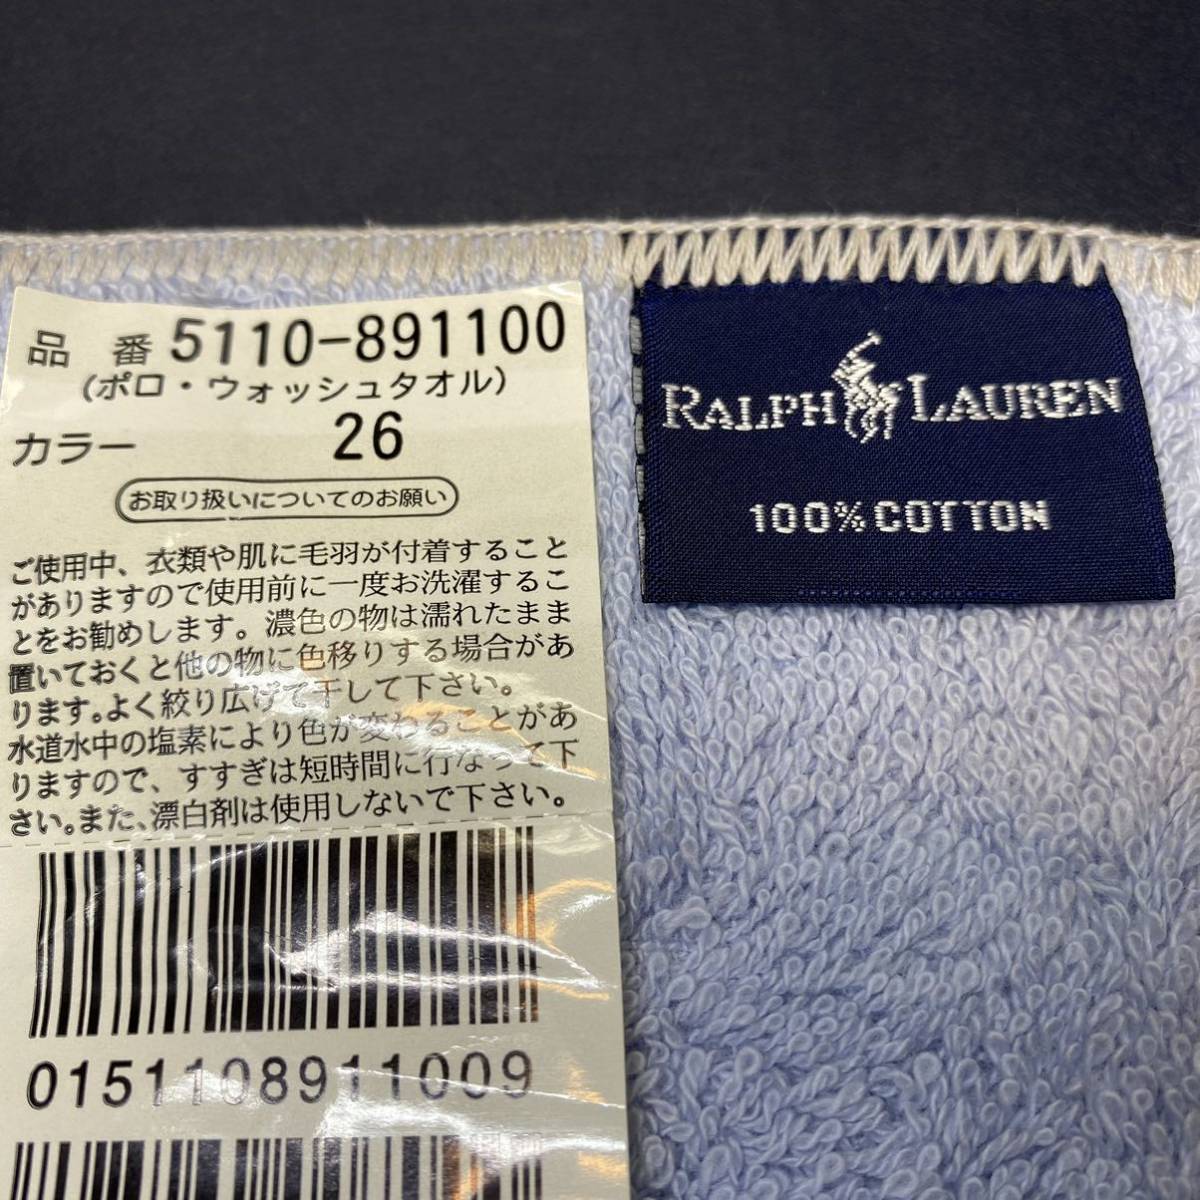 品 番 5110-891100
(ポロ・ウォッシュタオル)
カラー 26
お取り扱いについてのお願い
ご使用中、衣類や肌に毛羽が付着すること
がありますので使用前に一度お洗濯するこ
とをお勧めします。濃色の物は濡れたまま
置いておくと他の物に色移りする場合があ
ります。よく絞り広げて干して下さい。
水道水中の塩素により色が変わることがあ
りますので、すすぎは短時間に行なって下
さい。また、漂白剤は使用しないで下さい。
0151108911009
RALPH LAUREN
100% COTTON